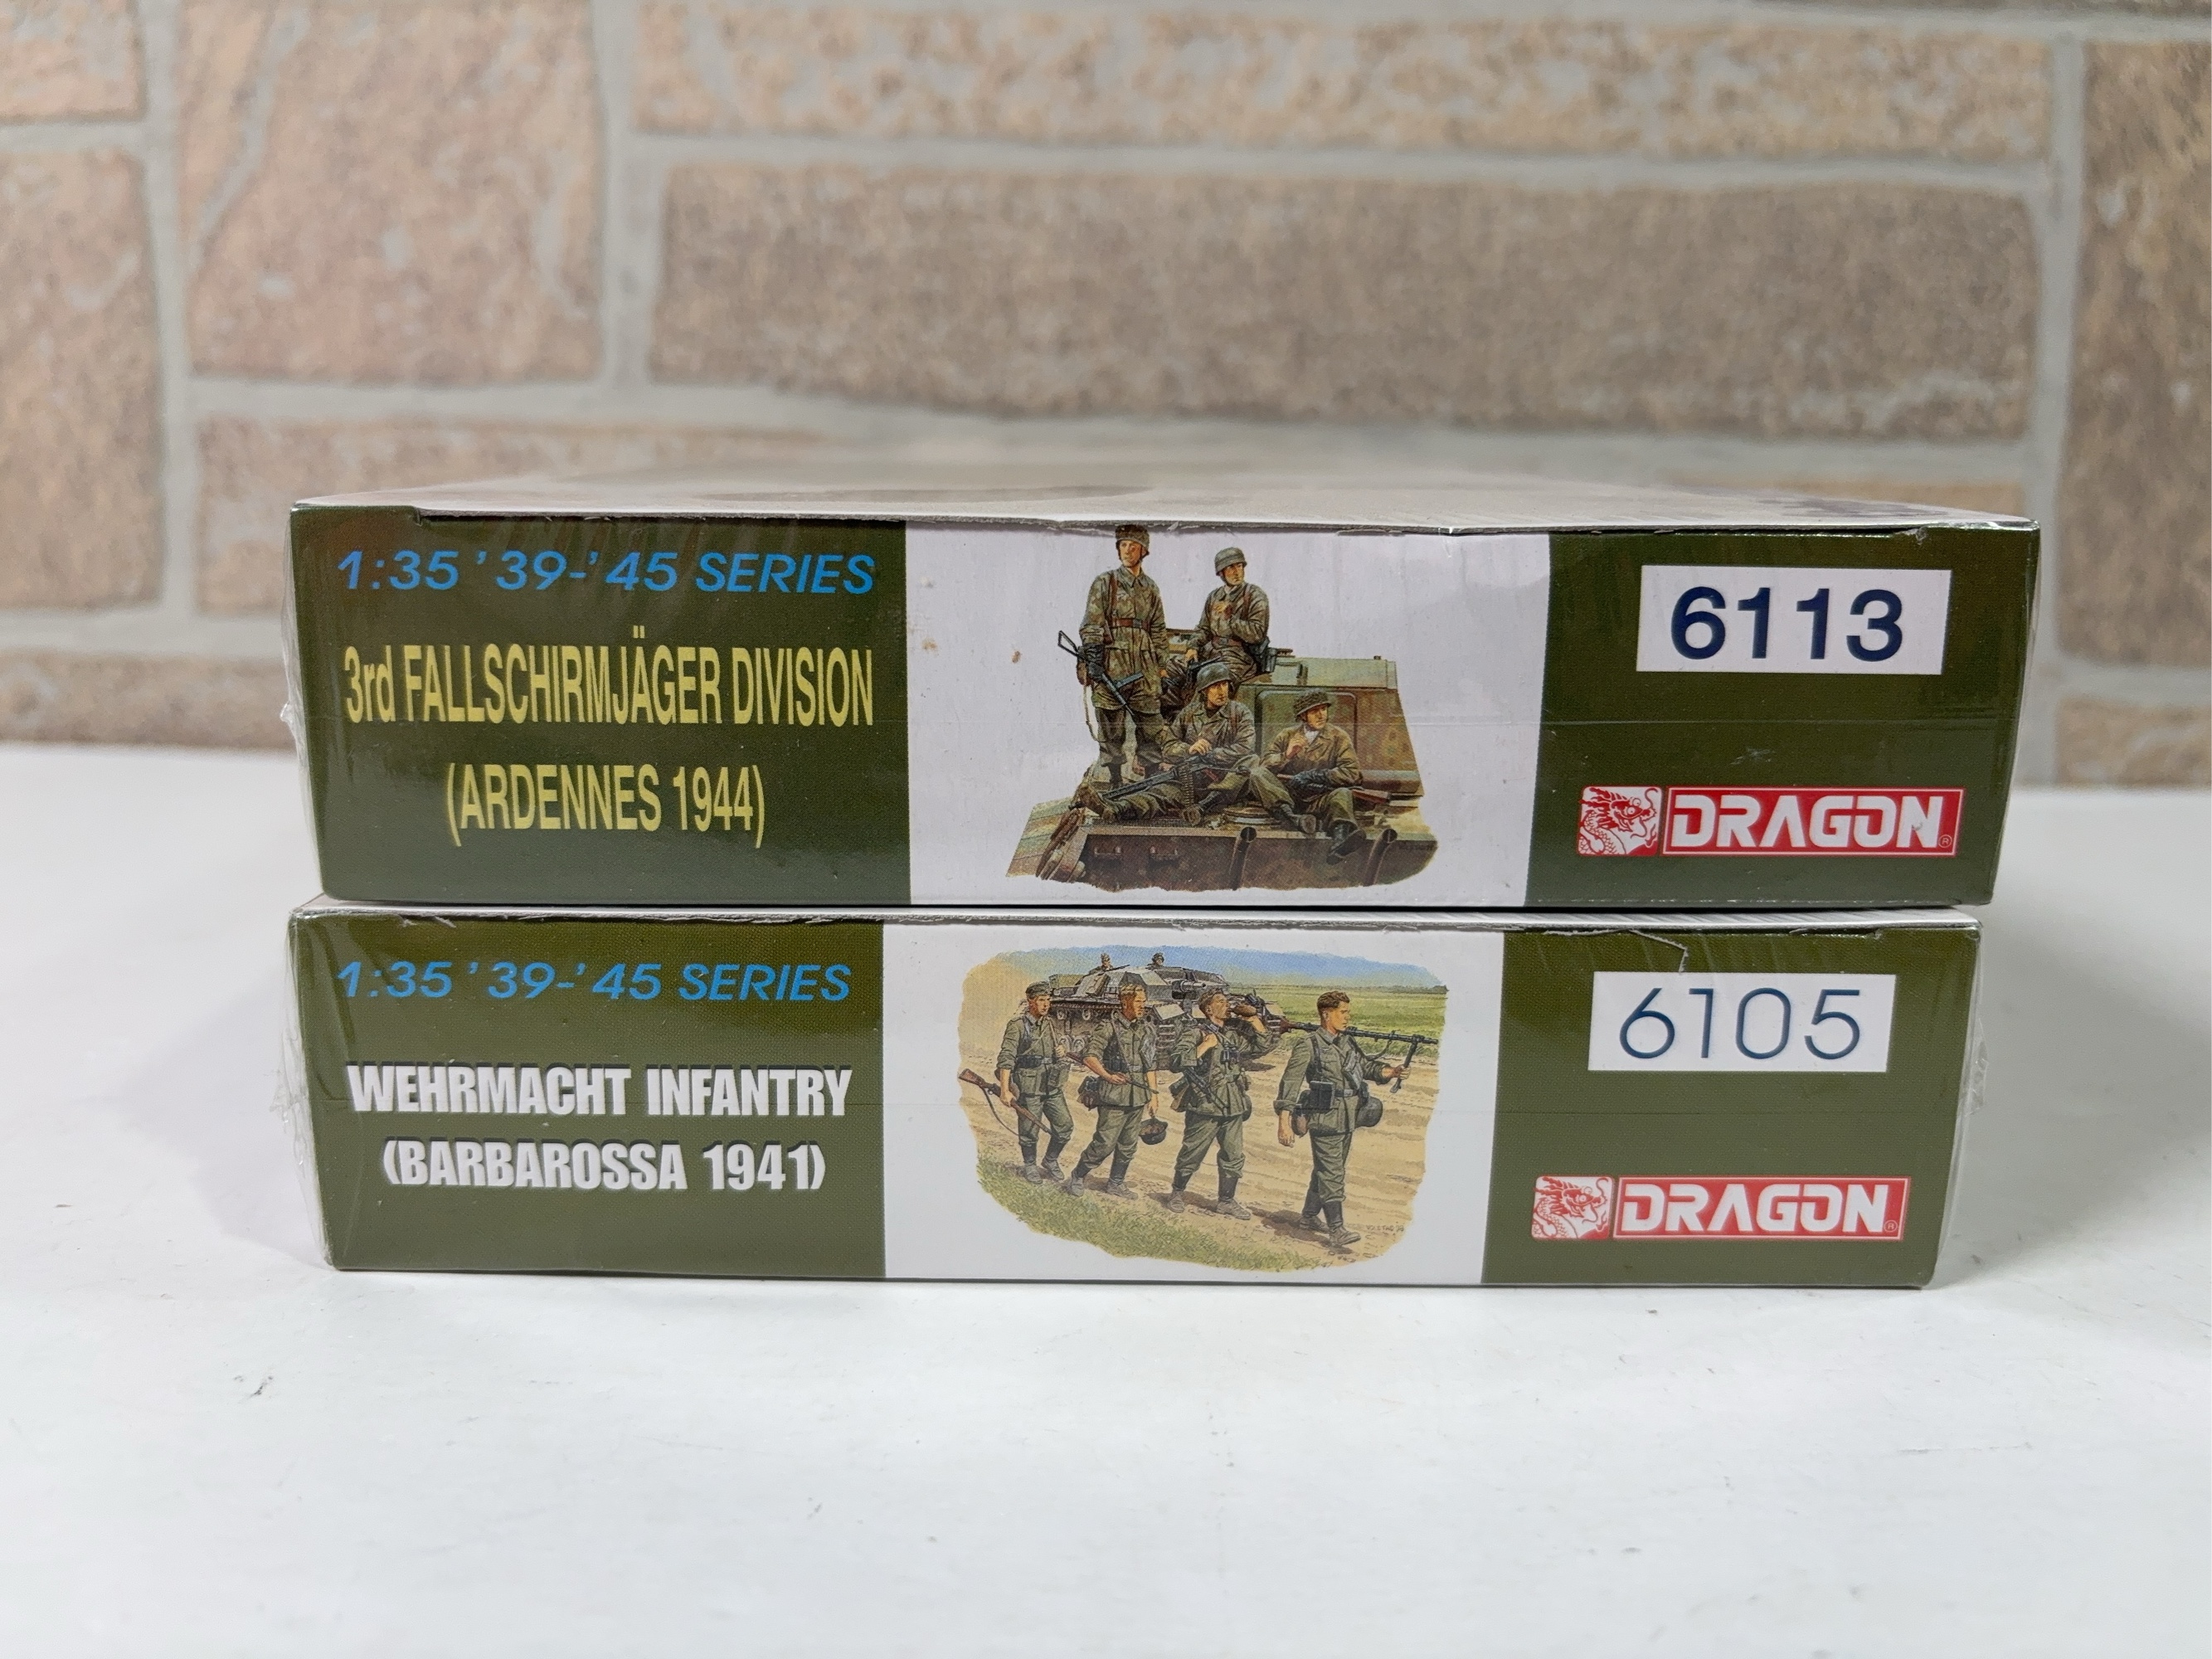 1:35 '39-'45 SERIES
3rd FALLSCHIRMJÄGER DIVISION
(ARDENNES 1944)
6113
DRAGON®
1:35 '39-'45 SERIES
WEHRMACHT INFANTRY
(BARBAROSSA 1941)
6105
DRAGON®